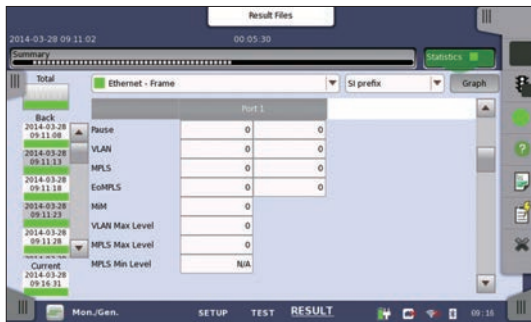 Result Files
2014-03-28 09:11:02 00:05:30
Summary
Statistics
Total
Ethernet - Frame SI prefix Graph
Port 1
Back
2014-03-28 09:11:08
2014-03-28 09:11:13
2014-03-28 09:11:18
2014-03-28 09:11:23
2014-03-28 09:11:28
Current
2014-03-28 09:16:31
Pause 0 0
VLAN 0 0
MPLS 0 0
EoMPLS 0 0
MiM 0
VLAN Max Level 0
MPLS Max Level 0
MPLS Min Level N/A
Mon./Gen. SETUP TEST RESULT 09:16